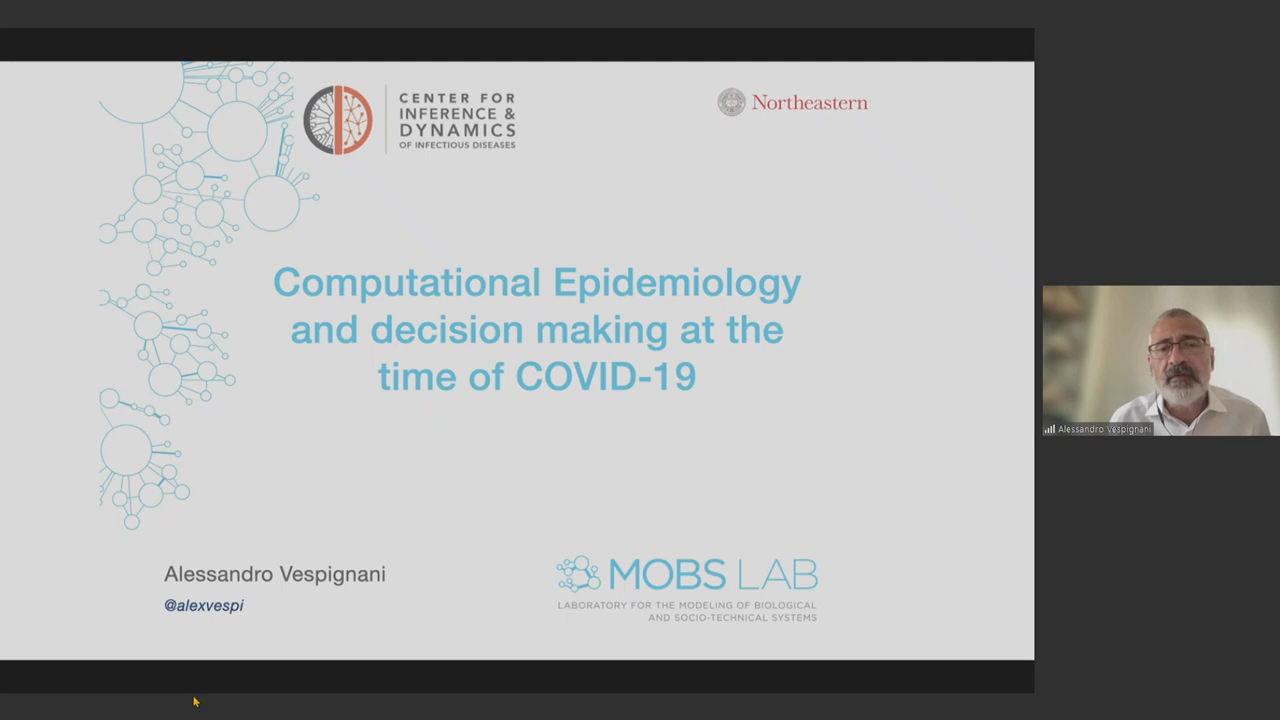 CENTER FOR
INFERENCE &
DYNAMICS
OF INFECTIOUS DISEASES
Northeastern
Computational Epidemiology
and decision making at the
time of COVID-19
Alessandro Vespignani
@alexvespi
MOBS LAB
LABORATORY FOR THE MODELING OF BIOLOGICAL
AND SOCIO-TECHNICAL SYSTEMS
Alessandro Vespignani